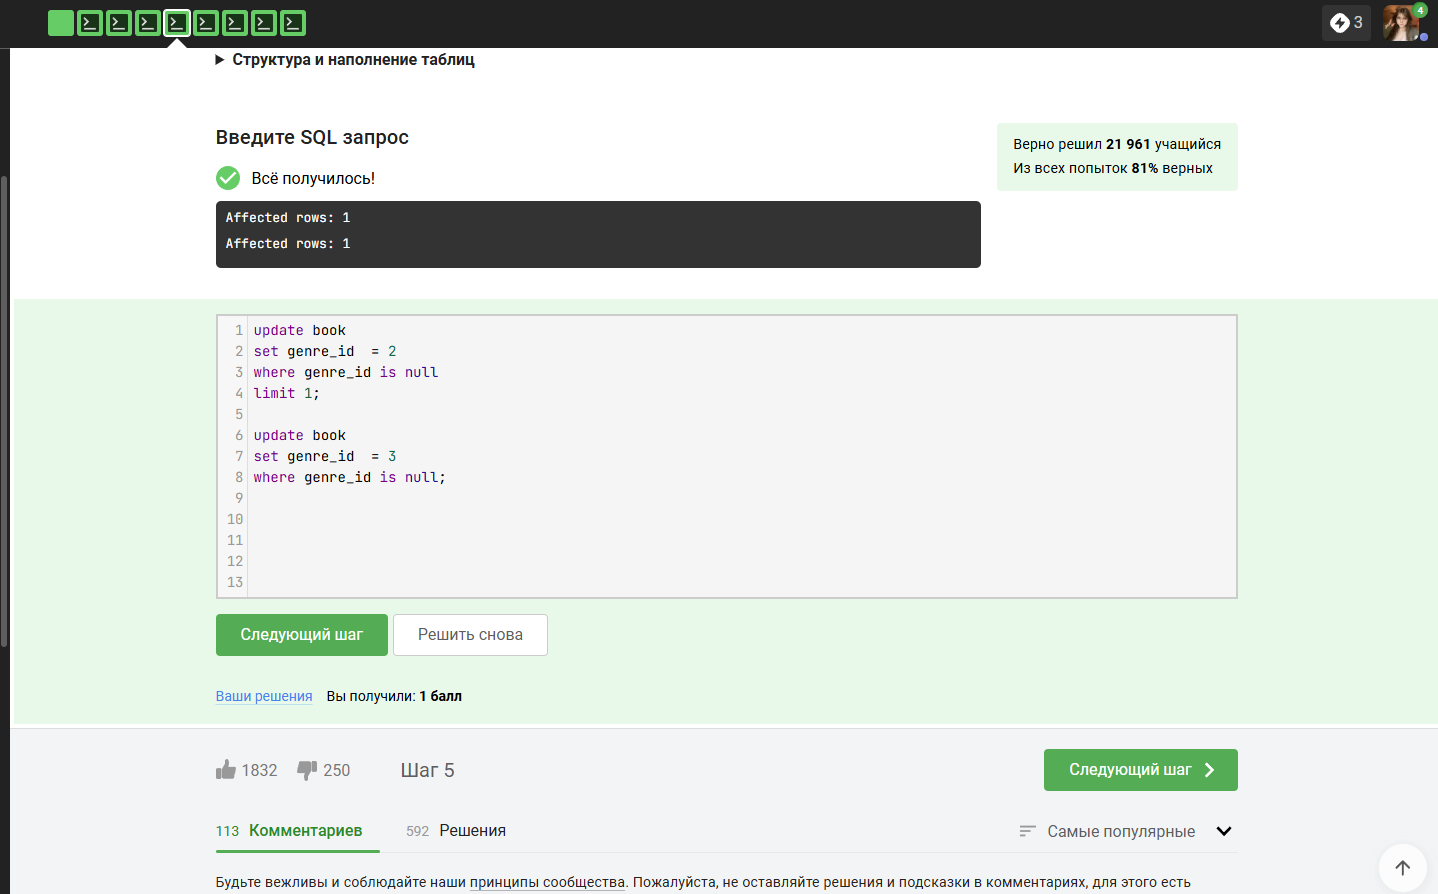 3
4
Структура и наполнение таблиц
Введите SQL запрос
Верно решил 21 961 учащийся
Из всех попыток 81% верных
Всё получилось!
Affected rows: 1
Affected rows: 1
1 update book
2 set genre_id  = 2
3 where genre_id is null
4 limit 1;
5
6 update book
7 set genre_id  = 3
8 where genre_id is null;
9
10
11
12
13
Следующий шаг Решить снова
Ваши решения Вы получили: 1 балл
1832 250 Шаг 5 Следующий шаг
113 Комментариев 592 Решения Самые популярные
Будьте вежливы и соблюдайте наши принципы сообщества. Пожалуйста, не оставляйте решения и подсказки в комментариях, для этого есть